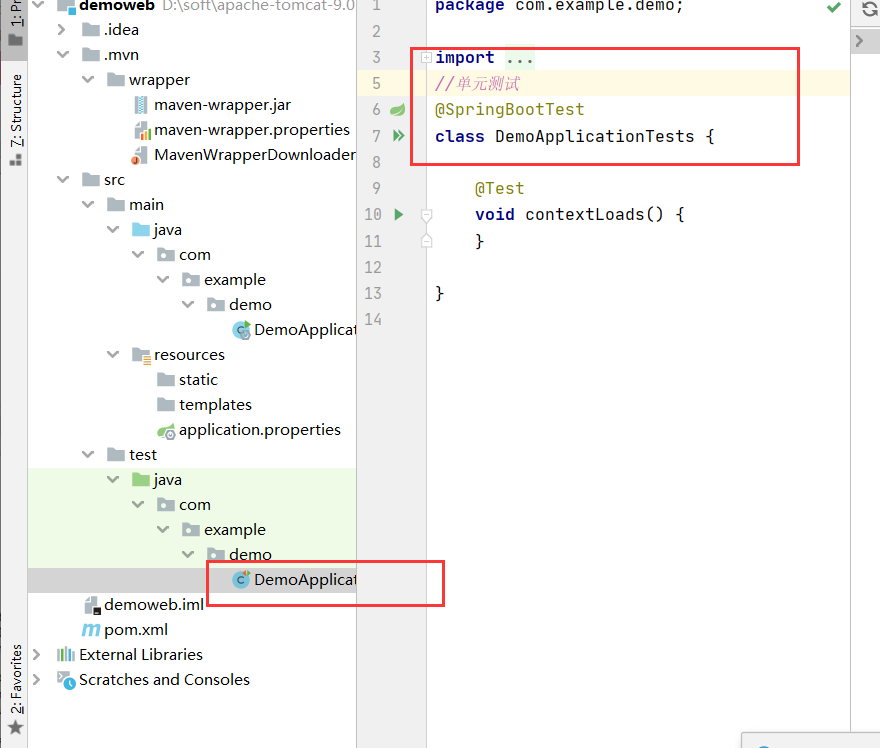 demoweb D:\soft\apache-tomcat-9.0
.idea
.mvn
wrapper
maven-wrapper.jar
maven-wrapper.properties
MavenWrapperDownloader
src
main
java
com
example
demo
DemoApplicat
resources
static
templates
application.properties
test
java
com
example
demo
DemoApplicat
demoweb.iml
pom.xml
External Libraries
Scratches and Consoles
1: Pr
7: Structure
2: Favorites
1 package com.example.demo;
2
3 import ...
5 //单元测试
6 @SpringBootTest
7 class DemoApplicationTests {
8
9 @Test
10 void contextLoads() {
11 }
12
13 }
14